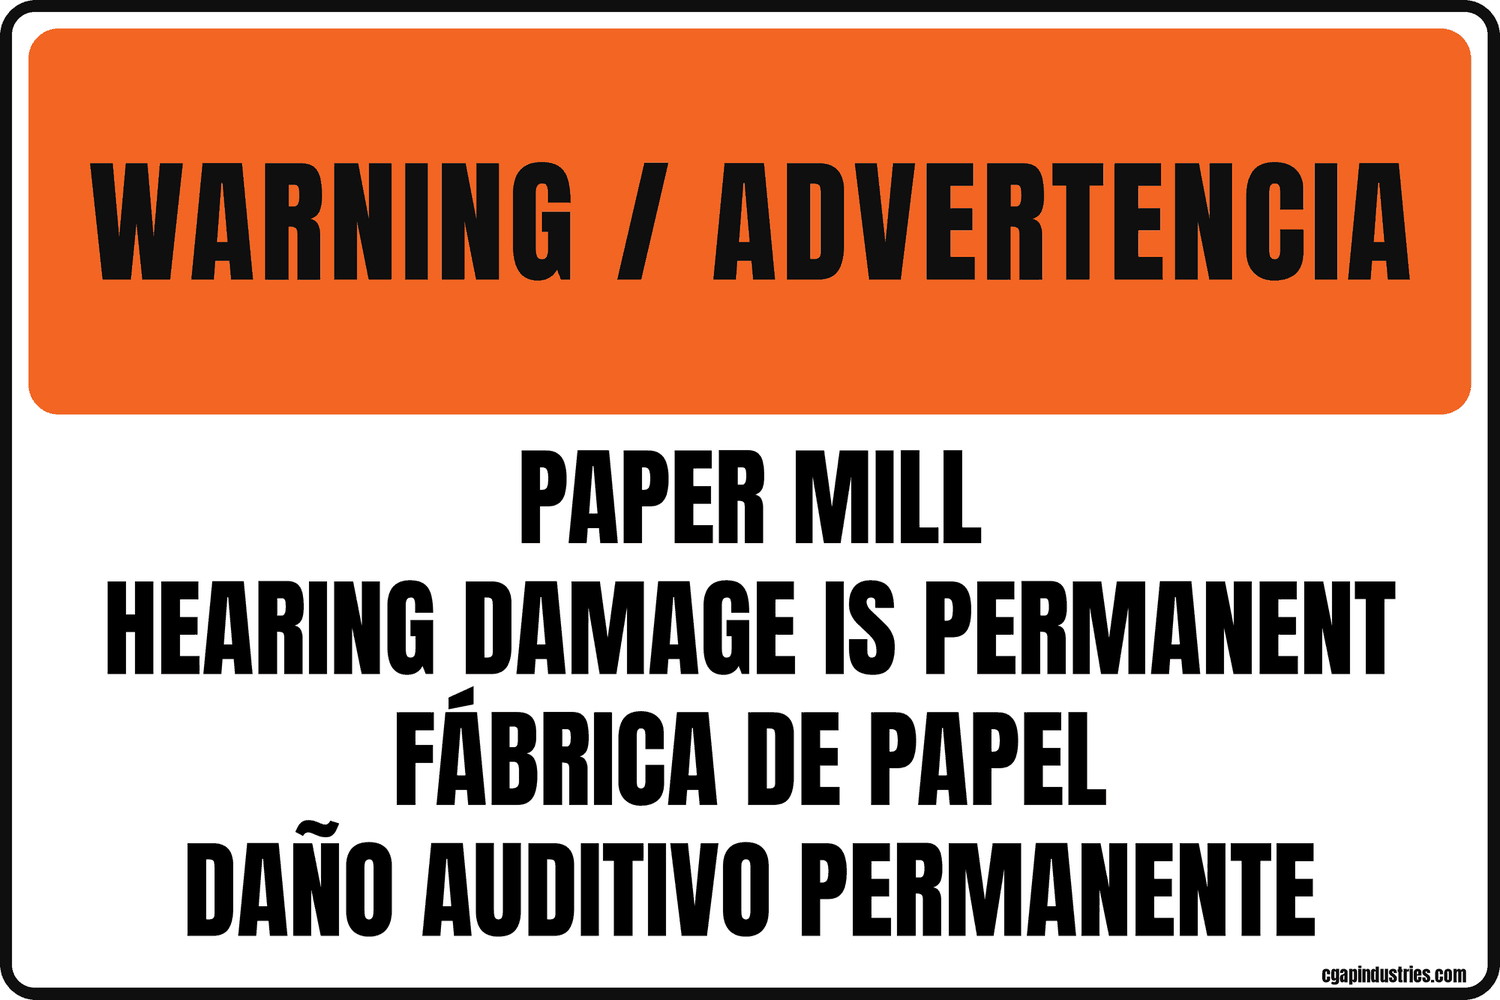 WARNING / ADVERTENCIA
PAPER MILL
HEARING DAMAGE IS PERMANENT
FÁBRICA DE PAPEL
DAÑO AUDITIVO PERMANENTE
cgapindustries.com